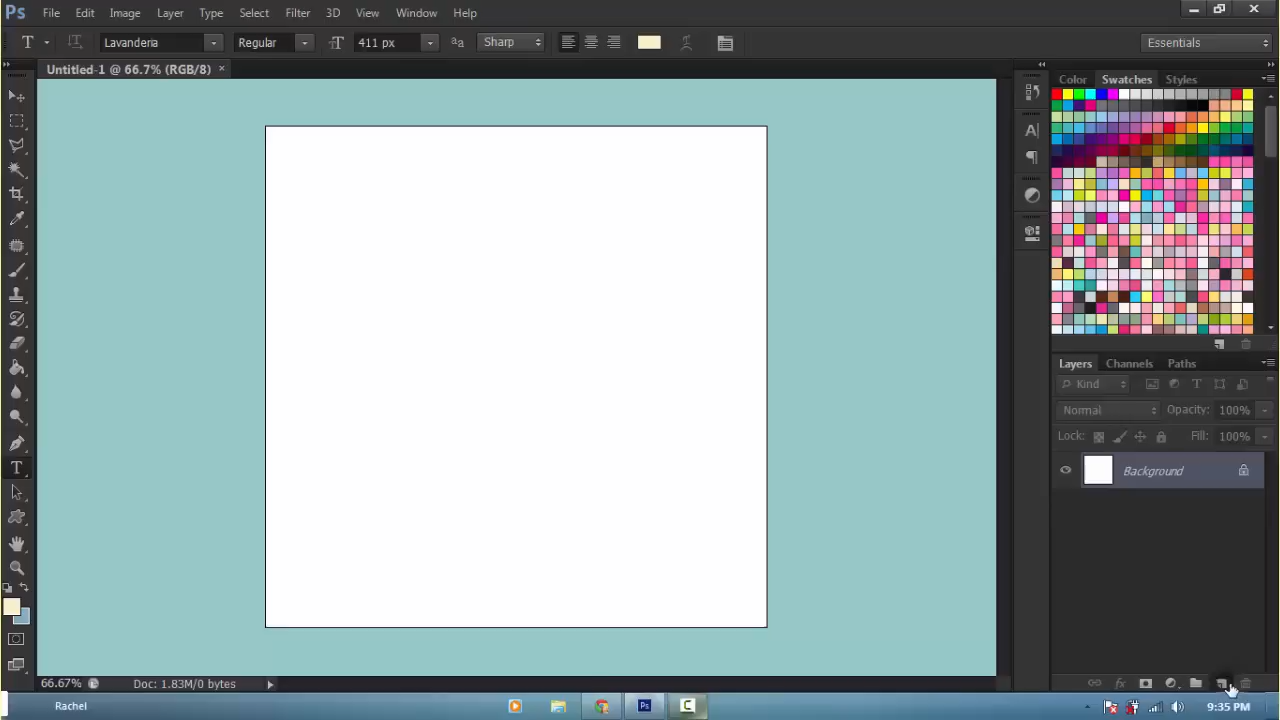 Ps File Edit Image Layer Type Select Filter 3D View Window Help
T Lavanderia Regular 411 px Sharp Essentials
Untitled-1 @ 66.7% (RGB/8) ×
Color Swatches Styles
Layers Channels Paths
Kind
Normal Opacity: 100%
Lock: Fill: 100%
Background
66.67% Doc: 1.83M/0 bytes
Rachel Ps C 9:35 PM